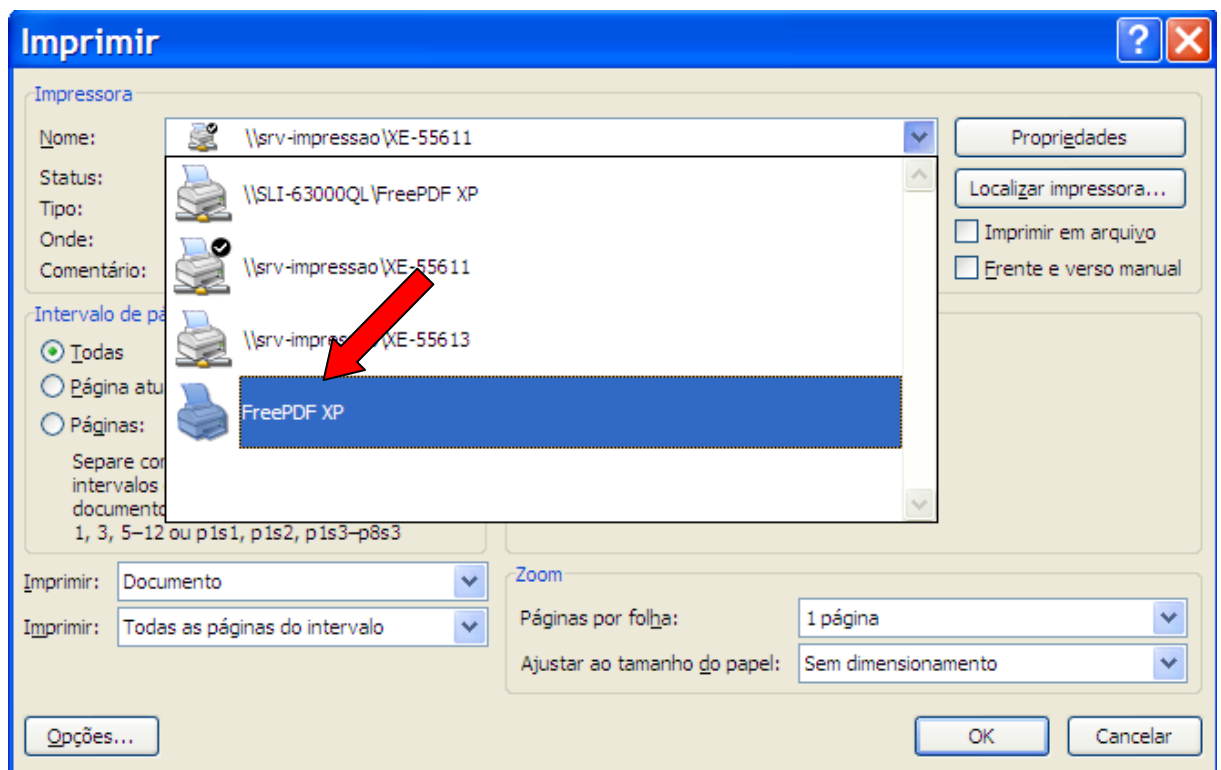 Imprimir
Impressora
Nome: \\srv-impressao\XE-55611
Propriedades
Status:
\\SLI-63000QL\FreePDF XP
Localizar impressora...
Tipo:
Onde:
Imprimir em arquivo
Comentário:
\\srv-impressao\XE-55611
Frente e verso manual
Intervalo de pá
\\srv-impress XE-55613
Todas
Página atu
FreePDF XP
Páginas:
Separe cor
intervalos
documento
1, 3, 5–12 ou p1s1, p1s2, p1s3–p8s3
Imprimir: Documento
Imprimir: Todas as páginas do intervalo
Zoom
Páginas por folha: 1 página
Ajustar ao tamanho do papel: Sem dimensionamento
Opções...
OK
Cancelar